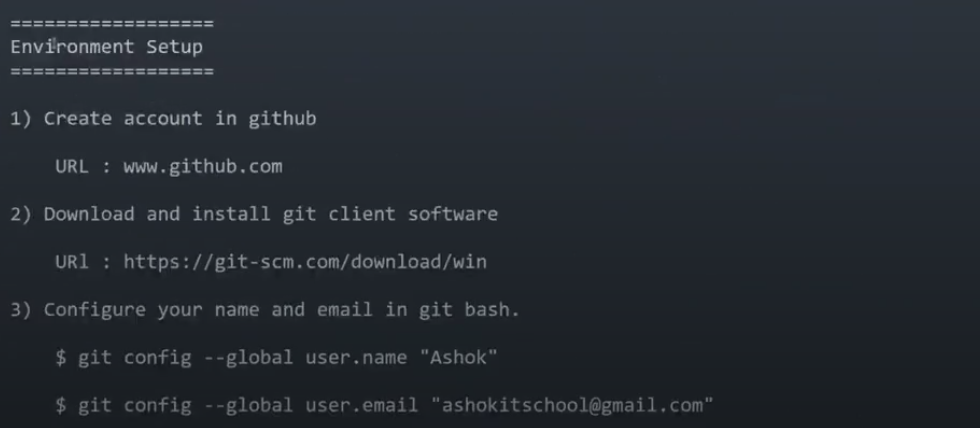 ==================
Environment Setup
==================
1) Create account in github
URL : www.github.com
2) Download and install git client software
URl : https://git-scm.com/download/win
3) Configure your name and email in git bash.
$ git config --global user.name "Ashok"
$ git config --global user.email "ashokitschool@gmail.com"